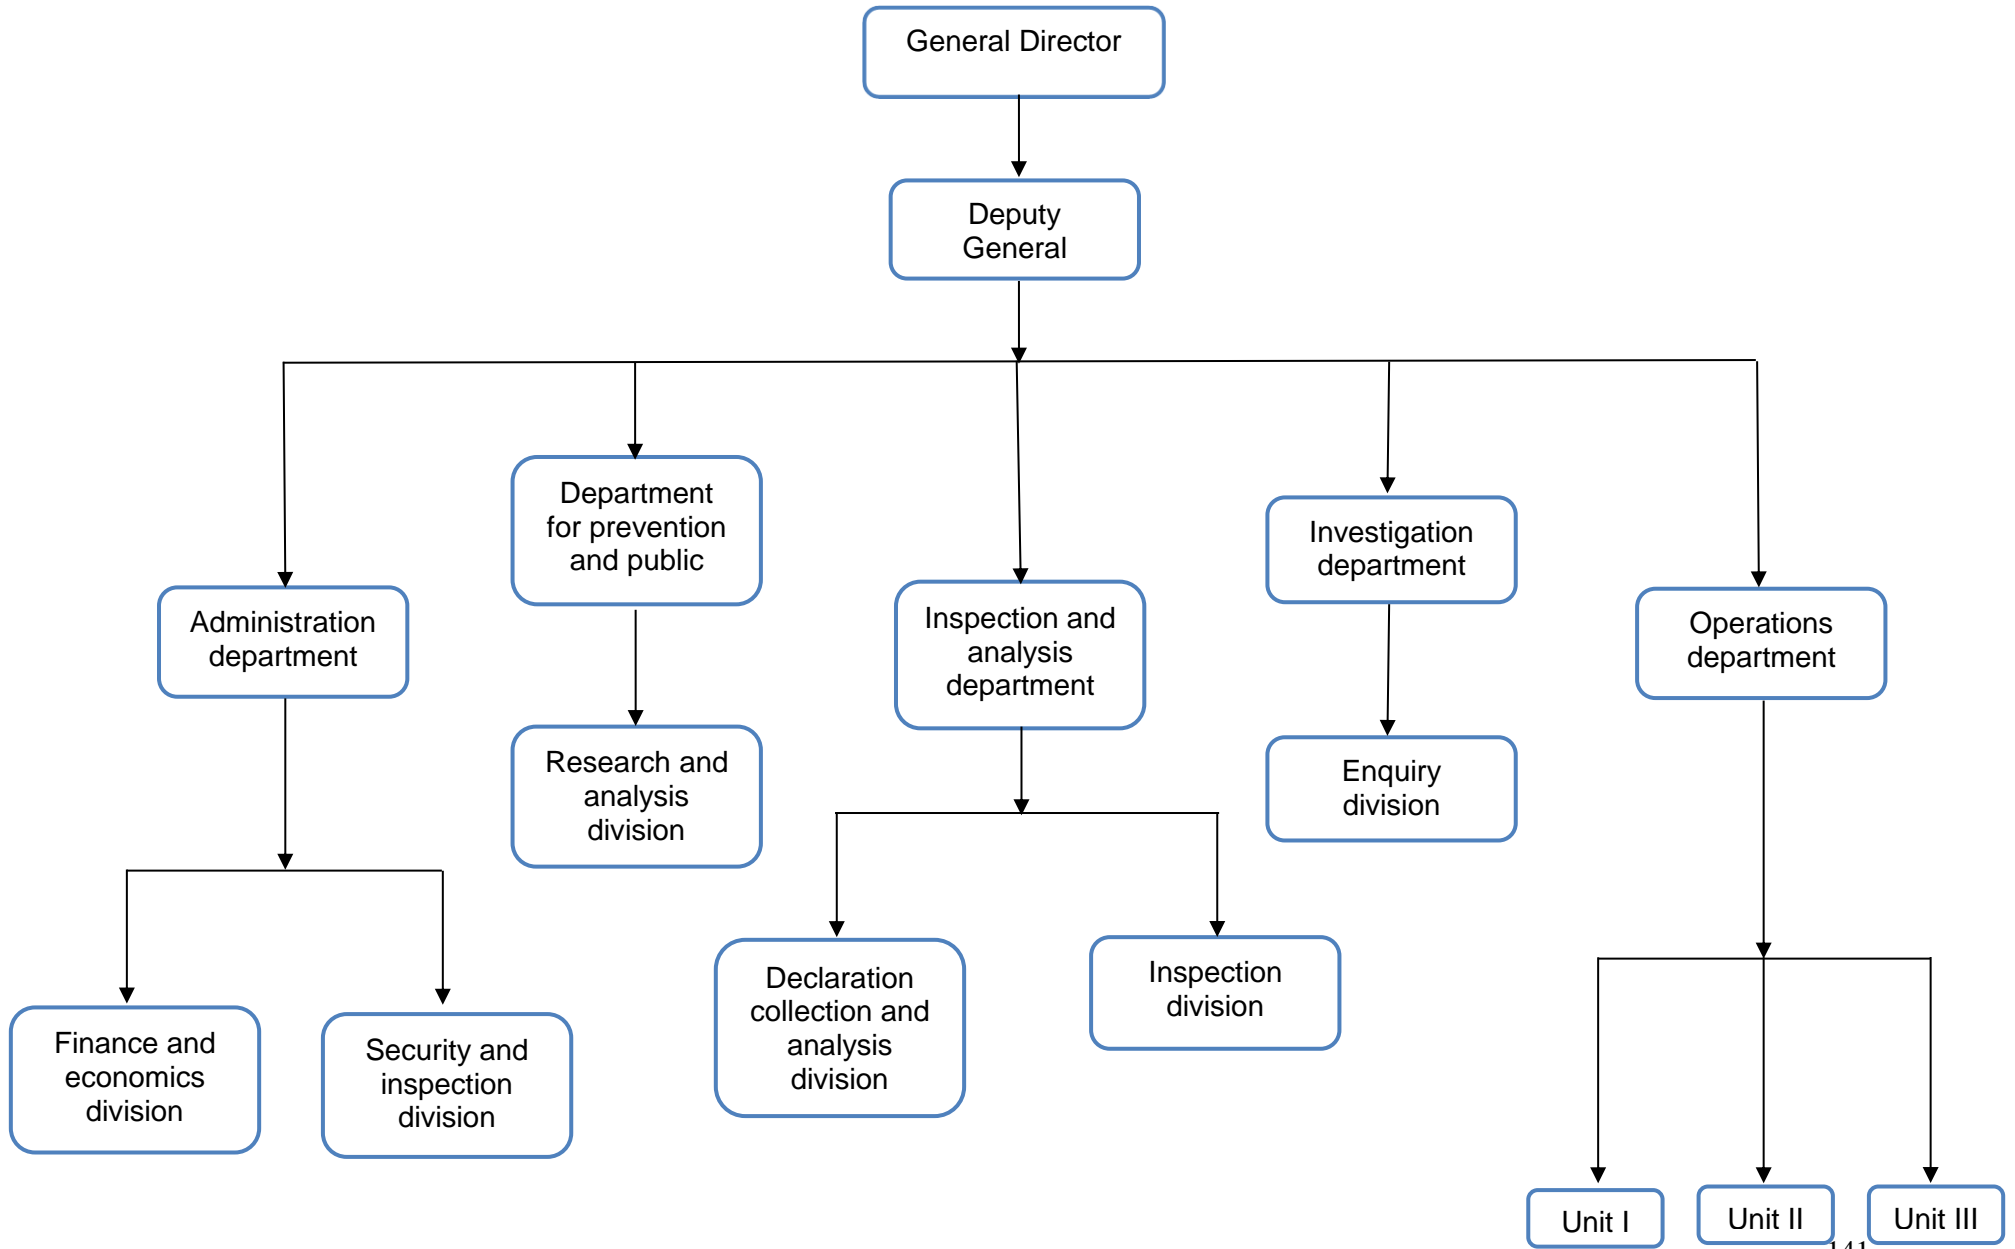 General Director
Deputy
General
Department
for prevention
and public
Investigation
department
Administration
department
Inspection and
analysis
department
Operations
department
Research and
analysis
division
Enquiry
division
Finance and
economics
division
Security and
inspection
division
Declaration
collection and
analysis
division
Inspection
division
Unit I
Unit II
Unit III
141